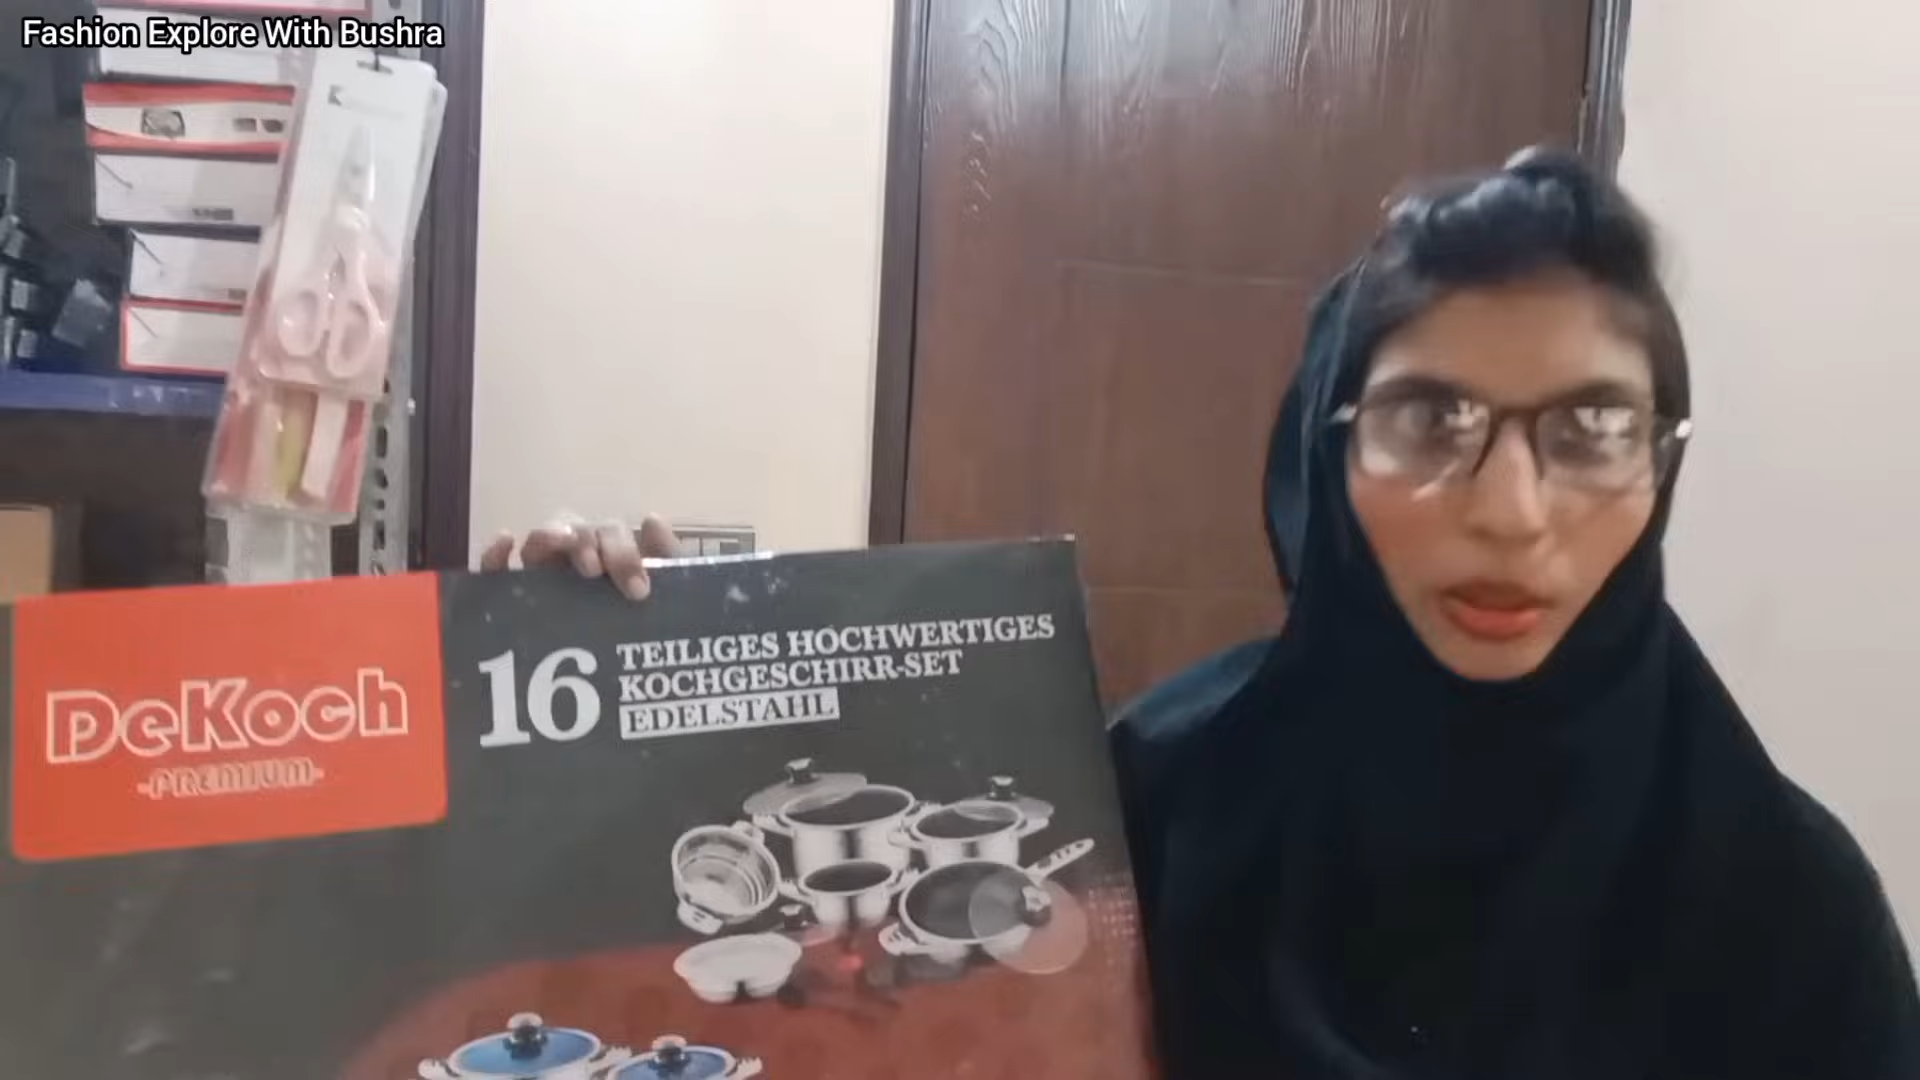 Fashion Explore With Bushra
DeKoch
-PREMIUM-
16
TEILIGES HOCHWERTIGES
KOCHGESCHIRR-SET
EDELSTAHL